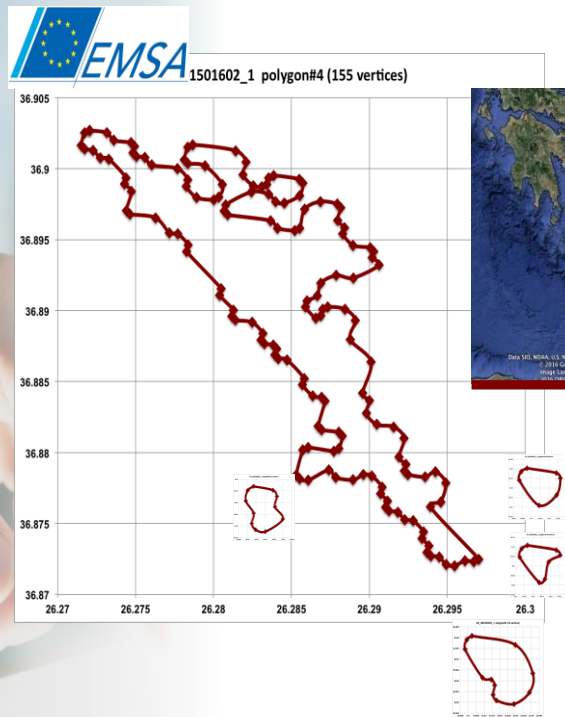 EMSA
1501602_1 polygon#4 (155 vertices)
36.905
36.9
36.895
36.89
36.885
36.88
36.875
36.87
26.27 26.275 26.28 26.285 26.29 26.295 26.3
Data SIO, NOAA, U.S. N
© 2016 G
Image Lan